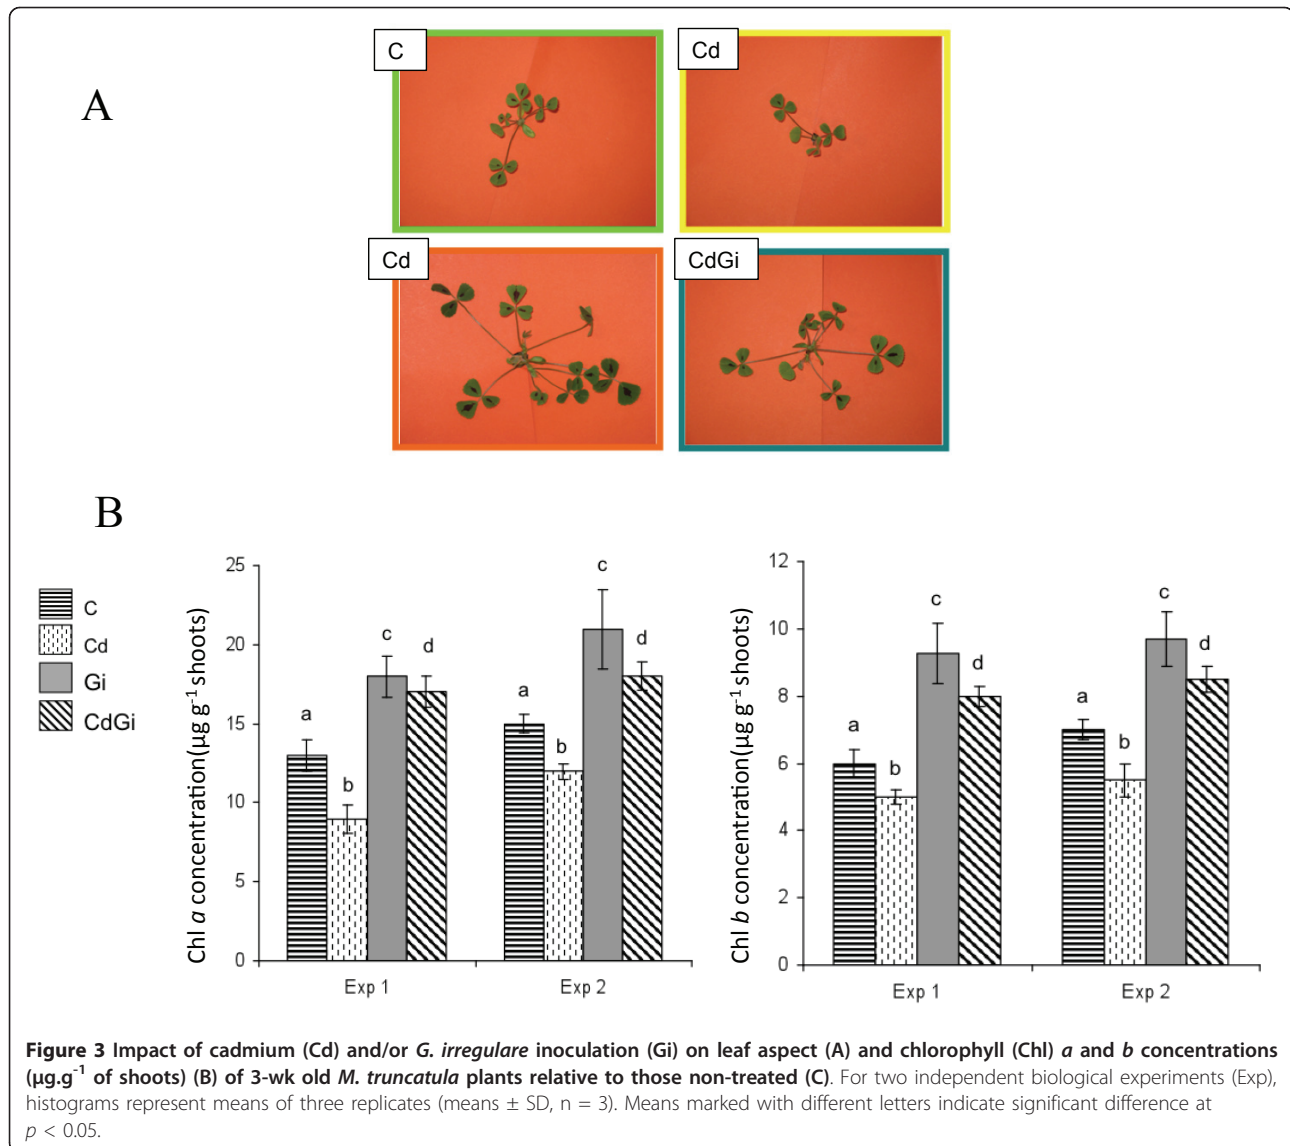 A
C
Cd
Cd
CdGi
B
C
Cd
Gi
CdGi
Chl a concentration(µg g⁻¹ shoots)
25
20
15
10
5
0
a
b
c
d
a
b
c
d
Exp 1
Exp 2
Chl b concentration(µg g⁻¹ shoots)
12
10
8
6
4
2
0
a
b
c
d
a
b
c
d
Exp 1
Exp 2
Figure 3 Impact of cadmium (Cd) and/or G. irregulare inoculation (Gi) on leaf aspect (A) and chlorophyll (Chl) a and b concentrations
(µg.g⁻¹ of shoots) (B) of 3-wk old M. truncatula plants relative to those non-treated (C). For two independent biological experiments (Exp),
histograms represent means of three replicates (means ± SD, n = 3). Means marked with different letters indicate significant difference at
p < 0.05.